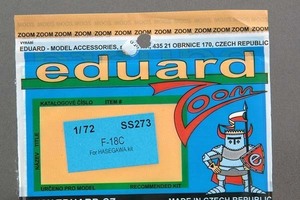 ZOOM ZOOM ZOOM ZOOM ZOOM ZOOM ZOOM ZOOM ZOOM ZOOM
EDUARD - MODEL ACCESSORIES, 435 21 OBRNICE 170, CZECH REPUBLIC
eduard
Zoom
KATALOGOVÉ ČÍSLO ITEM #
1/72 SS273
F-18C
For HASEGAWA kit
NÁZEV TITLE
URČENO PRO MODEL RECOMMENDED KIT
MADE IN CZECH REPUBLIC